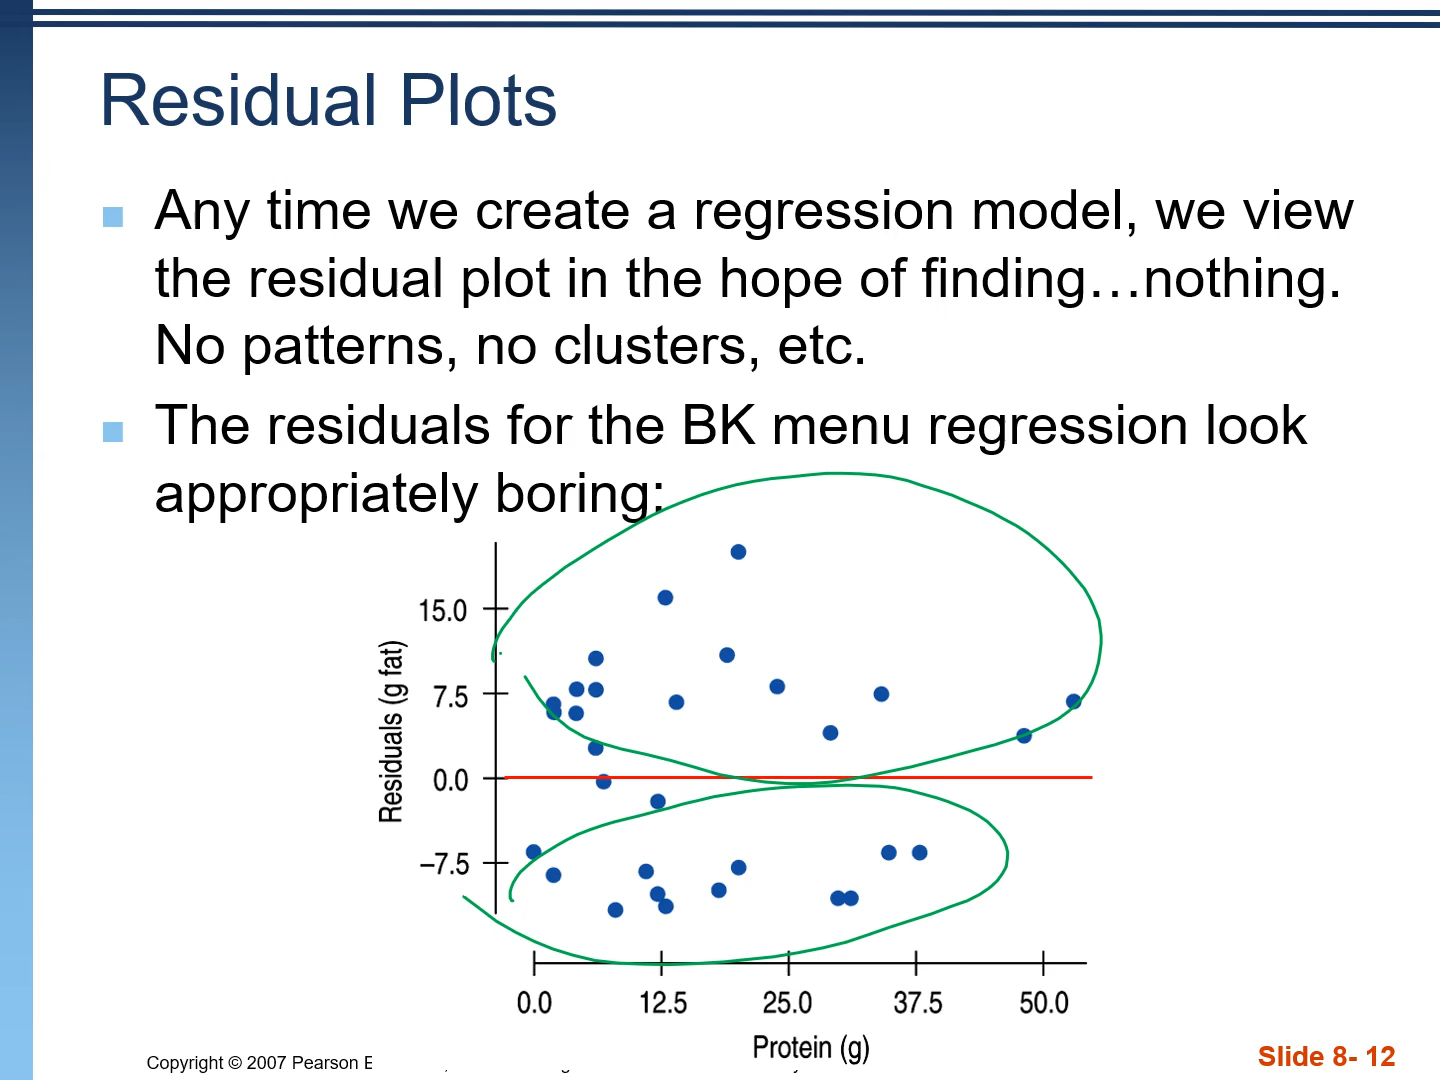 Residual Plots
Any time we create a regression model, we view
the residual plot in the hope of finding…nothing.
No patterns, no clusters, etc.
The residuals for the BK menu regression look
appropriately boring:
15.0
7.5
0.0
–7.5
Residuals (g fat)
0.0 12.5 25.0 37.5 50.0
Protein (g)
Copyright © 2007 Pearson
Slide 8- 12